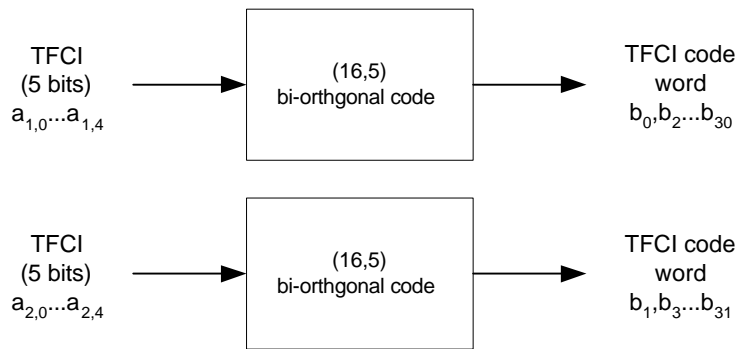 TFCI
(5 bits)
a1,0...a1,4
(16,5)
bi-orthgonal code
TFCI code
word
b0,b2...b30
TFCI
(5 bits)
a2,0...a2,4
(16,5)
bi-orthgonal code
TFCI code
word
b1,b3...b31